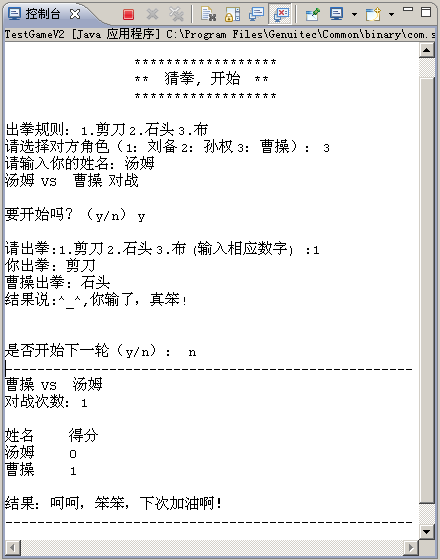 控制台
TestGameV2 [Java 应用程序] C:\Program Files\Genuitec\Common\binary\com.s
******************
** 猜拳, 开始 **
******************
出拳规则: 1.剪刀 2.石头 3.布
请选择对方角色（1: 刘备 2: 孙权 3: 曹操）: 3
请输入你的姓名: 汤姆
汤姆 VS 曹操 对战
要开始吗? （y/n） y
请出拳:1.剪刀 2.石头 3.布 (输入相应数字) :1
你出拳: 剪刀
曹操出拳: 石头
结果说:^_^,你输了, 真笨!
是否开始下一轮（y/n）: n
---------------------------------------------------
曹操 VS 汤姆
对战次数: 1
姓名 得分
汤姆 0
曹操 1
结果: 呵呵, 笨笨, 下次加油啊!
---------------------------------------------------